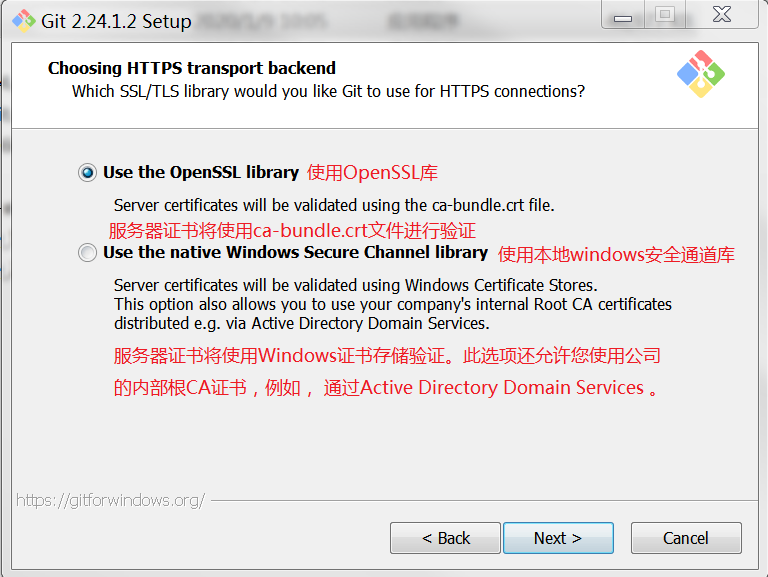 Git 2.24.1.2 Setup
Choosing HTTPS transport backend
Which SSL/TLS library would you like Git to use for HTTPS connections?
Use the OpenSSL library 使用OpenSSL库
Server certificates will be validated using the ca-bundle.crt file.
服务器证书将使用ca-bundle.crt文件进行验证
Use the native Windows Secure Channel library 使用本地windows安全通道库
Server certificates will be validated using Windows Certificate Stores.
This option also allows you to use your company's internal Root CA certificates
distributed e.g. via Active Directory Domain Services.
服务器证书将使用Windows证书存储验证。此选项还允许您使用公司
的内部根CA证书，例如， 通过Active Directory Domain Services 。
https://gitforwindows.org/
< Back Next > Cancel